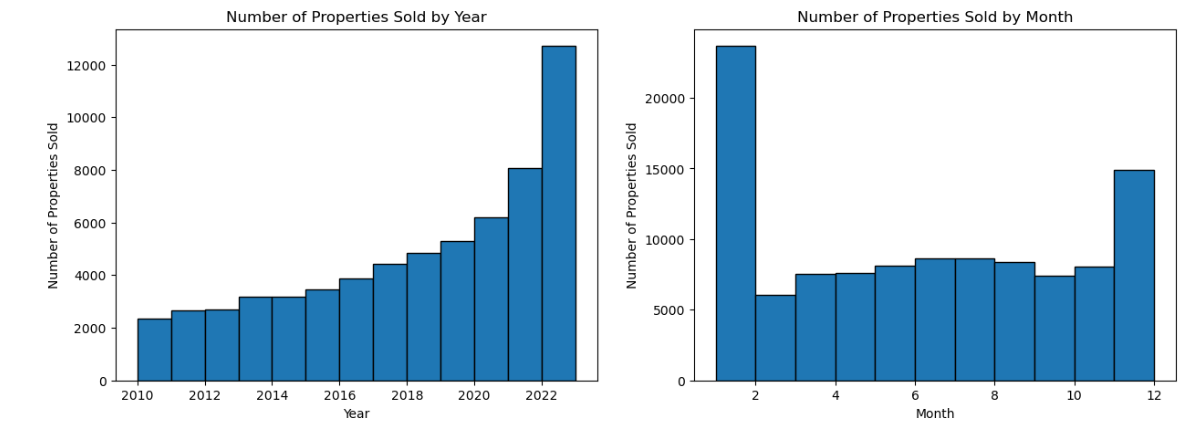 Number of Properties Sold by Year
Number of Properties Sold
12000
10000
8000
6000
4000
2000
0
2010 2012 2014 2016 2018 2020 2022
Year
Number of Properties Sold by Month
Number of Properties Sold
20000
15000
10000
5000
0
2 4 6 8 10 12
Month